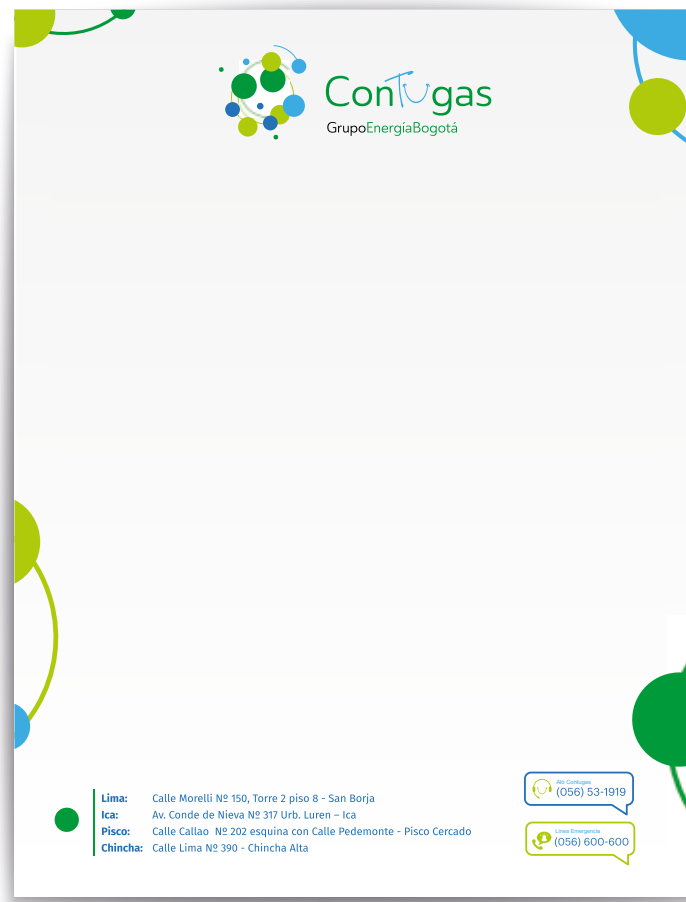 ConTUgas
GrupoEnergíaBogotá
Lima: Calle Morelli Nº 150, Torre 2 piso 8 - San Borja
Ica: Av. Conde de Nieva Nº 317 Urb. Luren – Ica
Pisco: Calle Callao Nº 202 esquina con Calle Pedemonte - Pisco Cercado
Chincha: Calle Lima Nº 390 - Chincha Alta
Aló Contugas
(056) 53-1919
Línea Emergencia
(056) 600-600